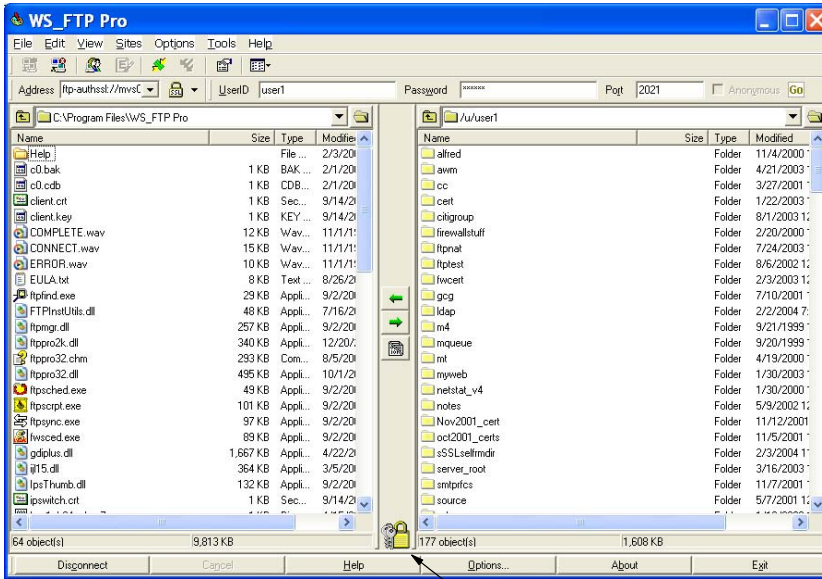 WS_FTP Pro
File Edit View Sites Options Tools Help
Address ftp-authssl://mvsC UserID user1 Password xxxxxx Port 2021 Anonymous Go
C:\Program Files\WS_FTP Pro /u/user1
Name Size Type Modifie
Help File ... 2/3/20
c0.bak 1 KB BAK ... 2/1/20
c0.cdb 1 KB CDB... 2/1/20
client.crt 1 KB Sec... 9/14/2
client.key 1 KB KEY ... 9/14/2
COMPLETE.wav 12 KB Wav... 11/1/1
CONNECT.wav 15 KB Wav... 11/1/1
ERROR.wav 10 KB Wav... 11/1/1
EULA.txt 8 KB Text ... 8/26/2
ftpfind.exe 29 KB Appli... 9/2/20
FTPInstUtils.dll 48 KB Appli... 7/16/2
ftpmgr.dll 257 KB Appli... 9/2/20
ftppro2k.dll 340 KB Appli... 12/20/
ftppro32.chm 293 KB Com... 8/5/20
ftppro32.dll 495 KB Appli... 10/1/2
ftpsched.exe 49 KB Appli... 9/2/20
ftpscrpt.exe 101 KB Appli... 9/2/20
ftpsync.exe 97 KB Appli... 9/2/20
fwsced.exe 89 KB Appli... 9/2/20
gdiplus.dll 1,667 KB Appli... 4/22/2
ijl15.dll 364 KB Appli... 3/5/20
IpsThumb.dll 132 KB Appli... 9/2/20
ipswitch.crt 1 KB Sec... 9/14/2
64 object(s) 9,813 KB
Name Size Type Modified
alfred Folder 11/4/2000
awm Folder 4/21/2003
cc Folder 3/27/2001
cert Folder 1/22/2003
citigroup Folder 8/1/2003 12
firewallstuff Folder 2/20/2000
ftpnat Folder 7/24/2003
ftptest Folder 8/6/2002 12
fwcert Folder 2/3/2003 12
gcg Folder 7/10/2001
ldap Folder 2/2/2004 7:
m4 Folder 9/21/1999
mqueue Folder 9/20/1999
mt Folder 4/19/2000
myweb Folder 1/30/2003
netstat_v4 Folder 1/30/2000
notes Folder 5/9/2002 12
Nov2001_cert Folder 11/12/2001
oct2001_certs Folder 11/5/2001
sSSLselfrmdir Folder 2/3/2004 1
server_root Folder 3/16/2003
smtprfcs Folder 11/7/2001
source Folder 5/7/2001 12
177 object(s) 1,608 KB
Disconnect Cancel Help Options... About Exit